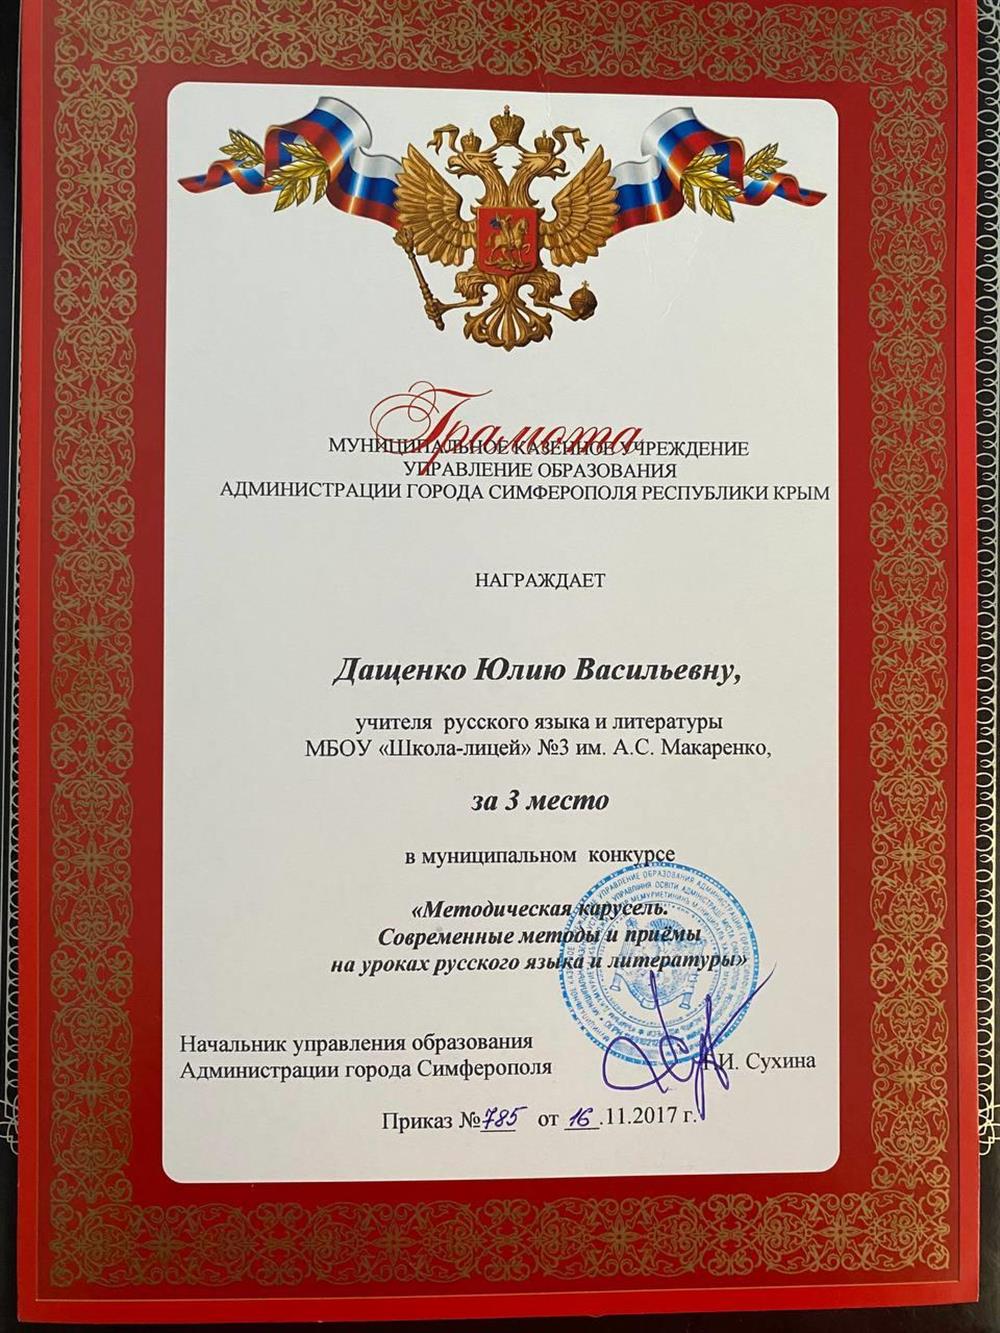 Грамота
МУНИЦИПАЛЬНОЕ КАЗЕННОЕ УЧРЕЖДЕНИЕ
УПРАВЛЕНИЕ ОБРАЗОВАНИЯ
АДМИНИСТРАЦИИ ГОРОДА СИМФЕРОПОЛЯ РЕСПУБЛИКИ КРЫМ
НАГРАЖДАЕТ
Дащенко Юлию Васильевну,
учителя русского языка и литературы
МБОУ «Школа-лицей» №3 им. А.С. Макаренко,
за 3 место
в муниципальном конкурсе
«Методическая карусель.
Современные методы и приёмы
на уроках русского языка и литературы»
Начальник управления образования
Администрации города Симферополя
И. Сухина
Приказ № 785 от 16.11.2017 г.